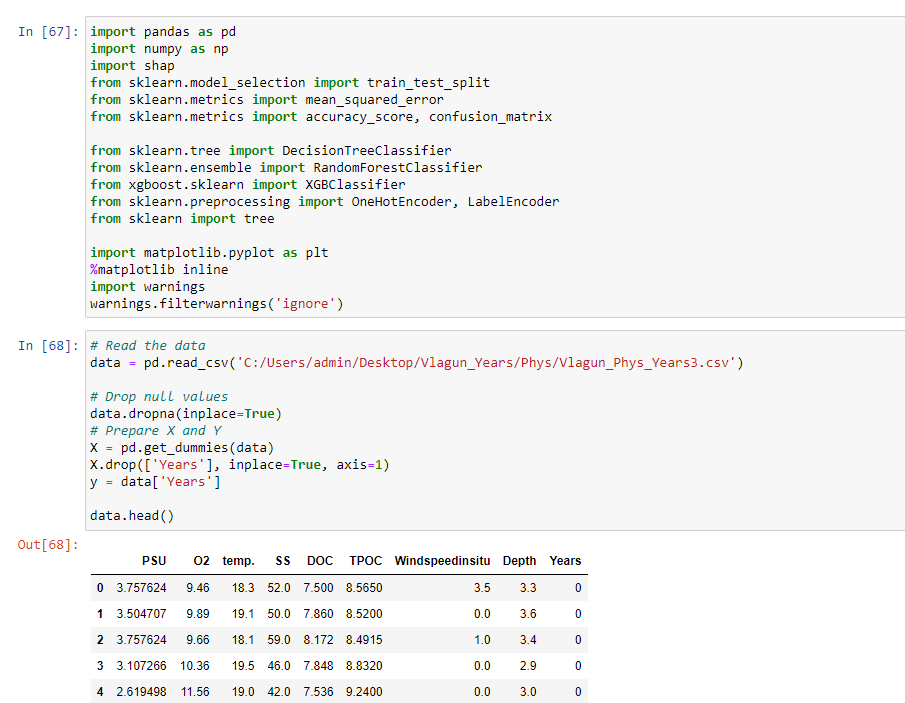 In [67]: import pandas as pd
import numpy as np
import shap
from sklearn.model_selection import train_test_split
from sklearn.metrics import mean_squared_error
from sklearn.metrics import accuracy_score, confusion_matrix
from sklearn.tree import DecisionTreeClassifier
from sklearn.ensemble import RandomForestClassifier
from xgboost.sklearn import XGBClassifier
from sklearn.preprocessing import OneHotEncoder, LabelEncoder
from sklearn import tree
import matplotlib.pyplot as plt
%matplotlib inline
import warnings
warnings.filterwarnings('ignore')
In [68]: # Read the data
data = pd.read_csv('C:/Users/admin/Desktop/Vlagun_Years/Phys/Vlagun_Phys_Years3.csv')
# Drop null values
data.dropna(inplace=True)
# Prepare X and Y
X = pd.get_dummies(data)
X.drop(['Years'], inplace=True, axis=1)
y = data['Years']
data.head()
Out[68]:
PSU O2 temp. SS DOC TPOC Windspeedinsitu Depth Years
0 3.757624 9.46 18.3 52.0 7.500 8.5650 3.5 3.3 0
1 3.504707 9.89 19.1 50.0 7.860 8.5200 0.0 3.6 0
2 3.757624 9.66 18.1 59.0 8.172 8.4915 1.0 3.4 0
3 3.107266 10.36 19.5 46.0 7.848 8.8320 0.0 2.9 0
4 2.619498 11.56 19.0 42.0 7.536 9.2400 0.0 3.0 0